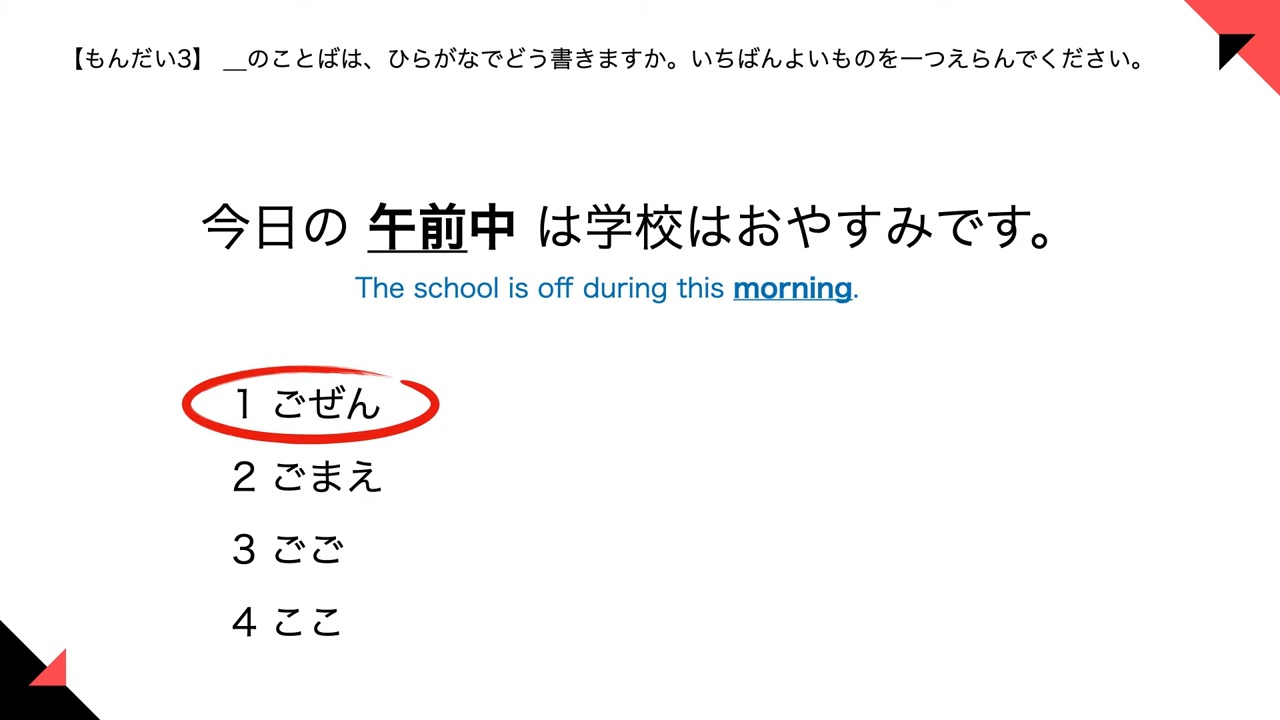 【もんだい3】 __のことばは、ひらがなでどう書きますか。いちばんよいものを一つえらんでください。
今日の 午前中 は学校はおやすみです。
The school is off during this morning.
1 ごぜん
2 ごまえ
3 ごご
4 ここ